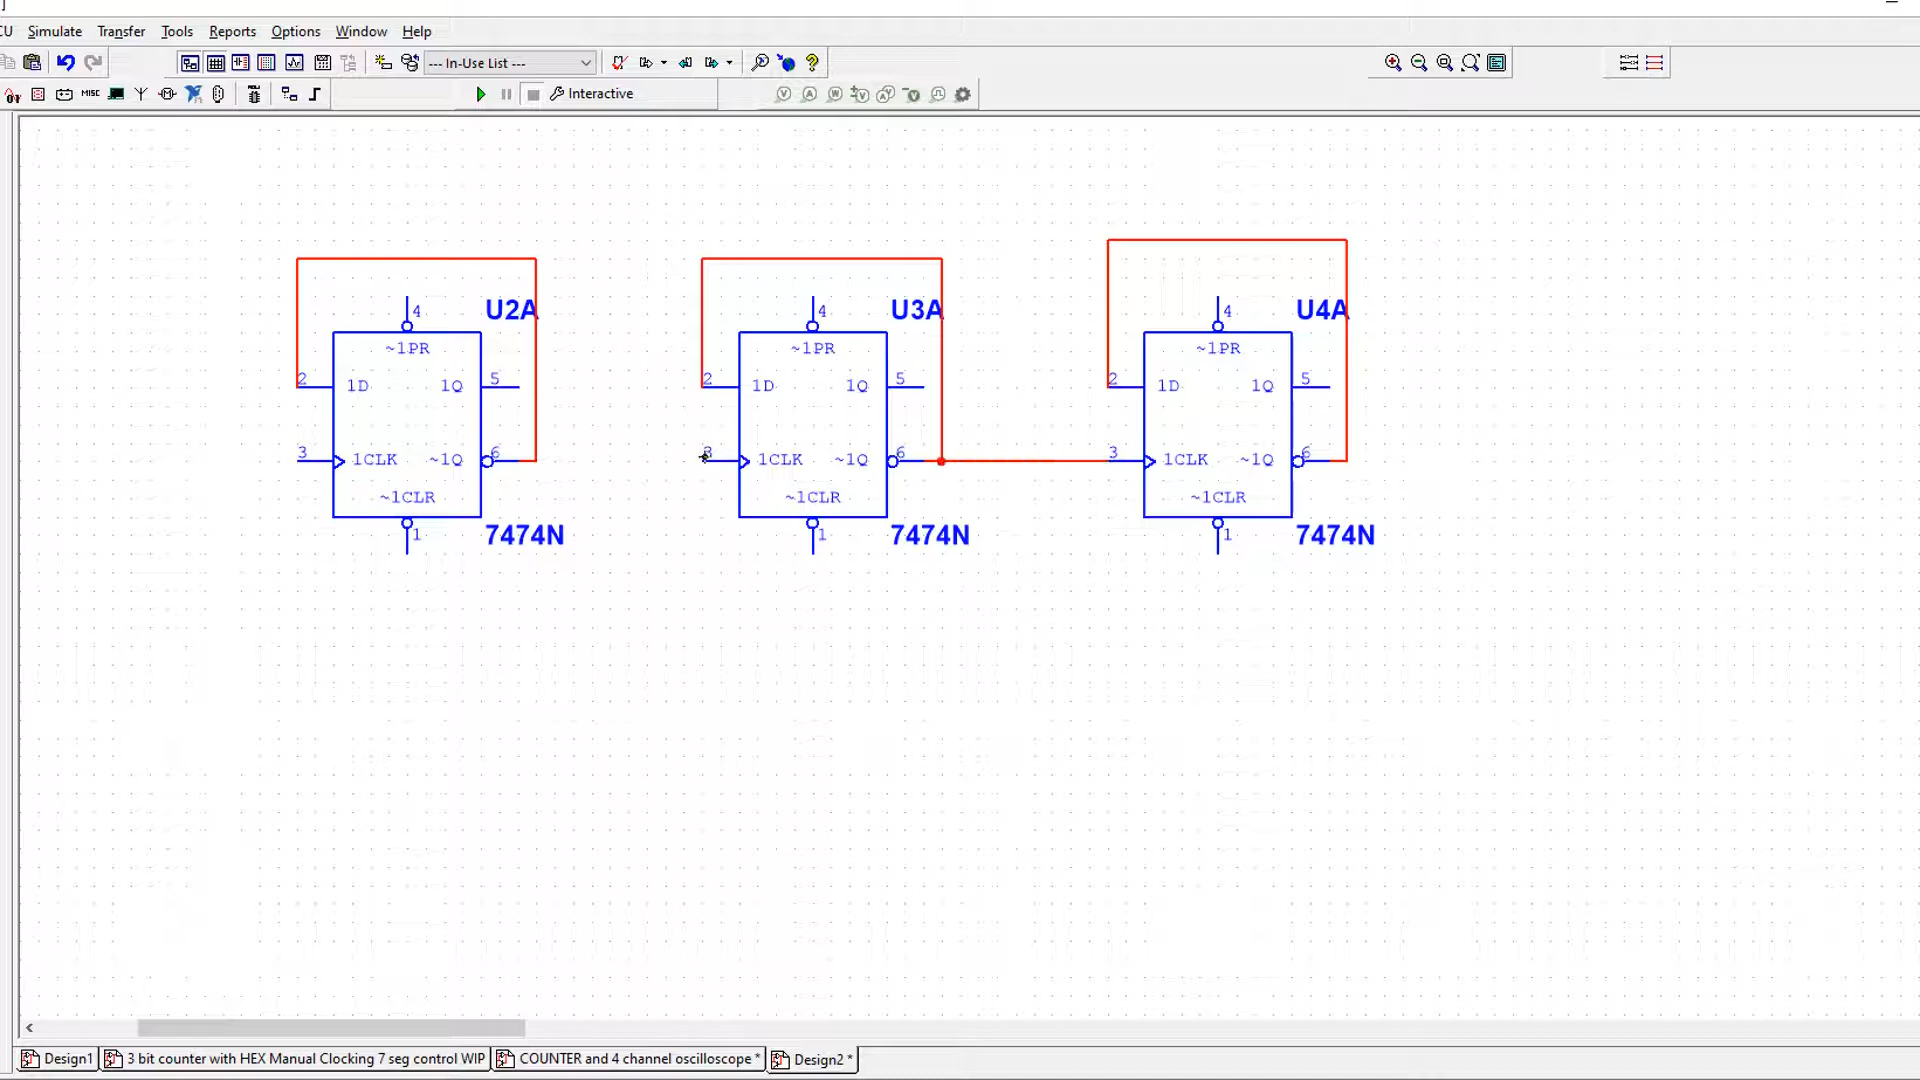 ]
CU Simulate Transfer Tools Reports Options Window Help
--- In-Use List ---
MISC Interactive
U2A U3A U4A
4 4 4
~1PR ~1PR ~1PR
2 1D 1Q 5 2 1D 1Q 5 2 1D 1Q 5
3 1CLK ~1Q 6 3 1CLK ~1Q 6 3 1CLK ~1Q 6
~1CLR ~1CLR ~1CLR
1 7474N 1 7474N 1 7474N
Design1 3 bit counter with HEX Manual Clocking 7 seg control WIP COUNTER and 4 channel oscilloscope * Design2 *